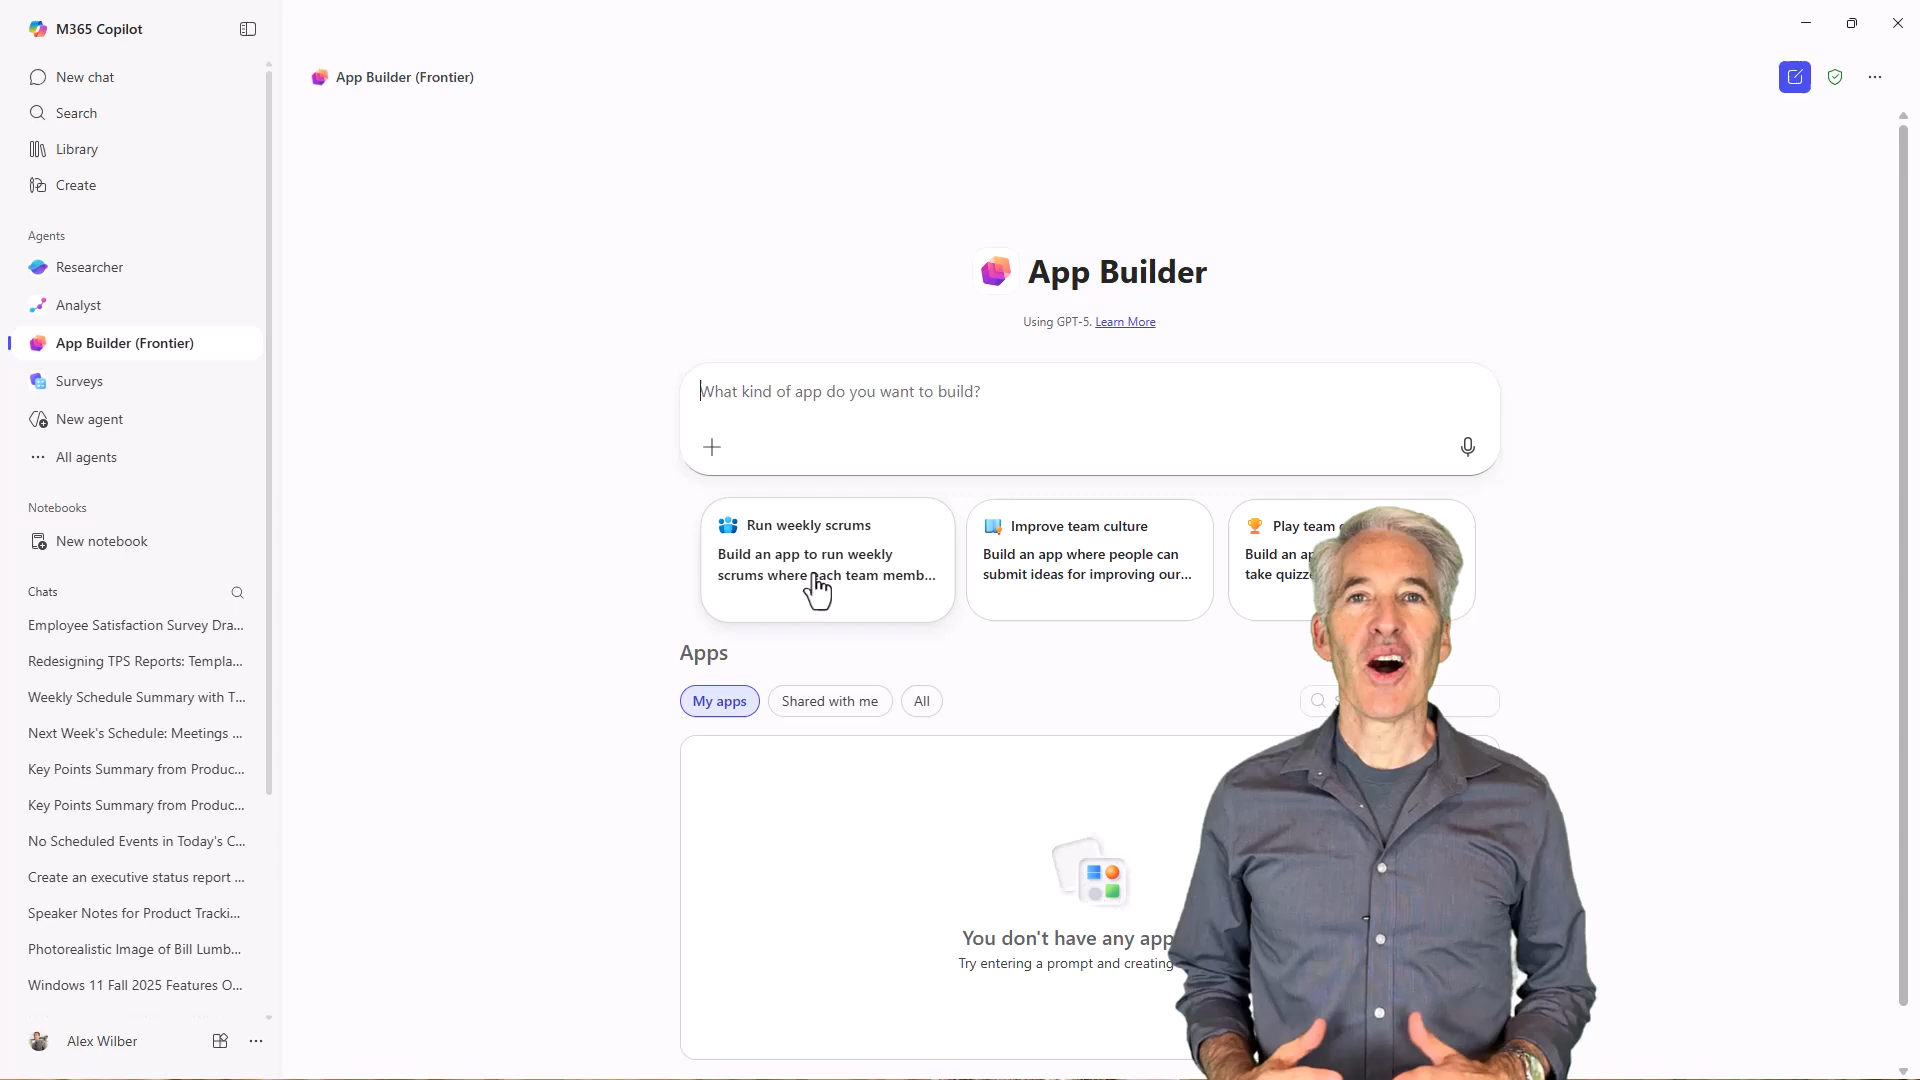 M365 Copilot
New chat
Search
Library
Create
Agents
Researcher
Analyst
App Builder (Frontier)
Surveys
New agent
All agents
Notebooks
New notebook
Chats
Employee Satisfaction Survey Dra...
Redesigning TPS Reports: Templa...
Weekly Schedule Summary with T...
Next Week's Schedule: Meetings ...
Key Points Summary from Produc...
Key Points Summary from Produc...
No Scheduled Events in Today's C...
Create an executive status report ...
Speaker Notes for Product Tracki...
Photorealistic Image of Bill Lumb...
Windows 11 Fall 2025 Features O...
Alex Wilber
App Builder (Frontier)
App Builder
Using GPT-5. Learn More
What kind of app do you want to build?
Run weekly scrums
Build an app to run weekly
scrums where each team memb...
Improve team culture
Build an app where people can
submit ideas for improving our...
Play team
Build an
take
Apps
My apps
Shared with me
All
You don't have any app
Try entering a prompt and creating